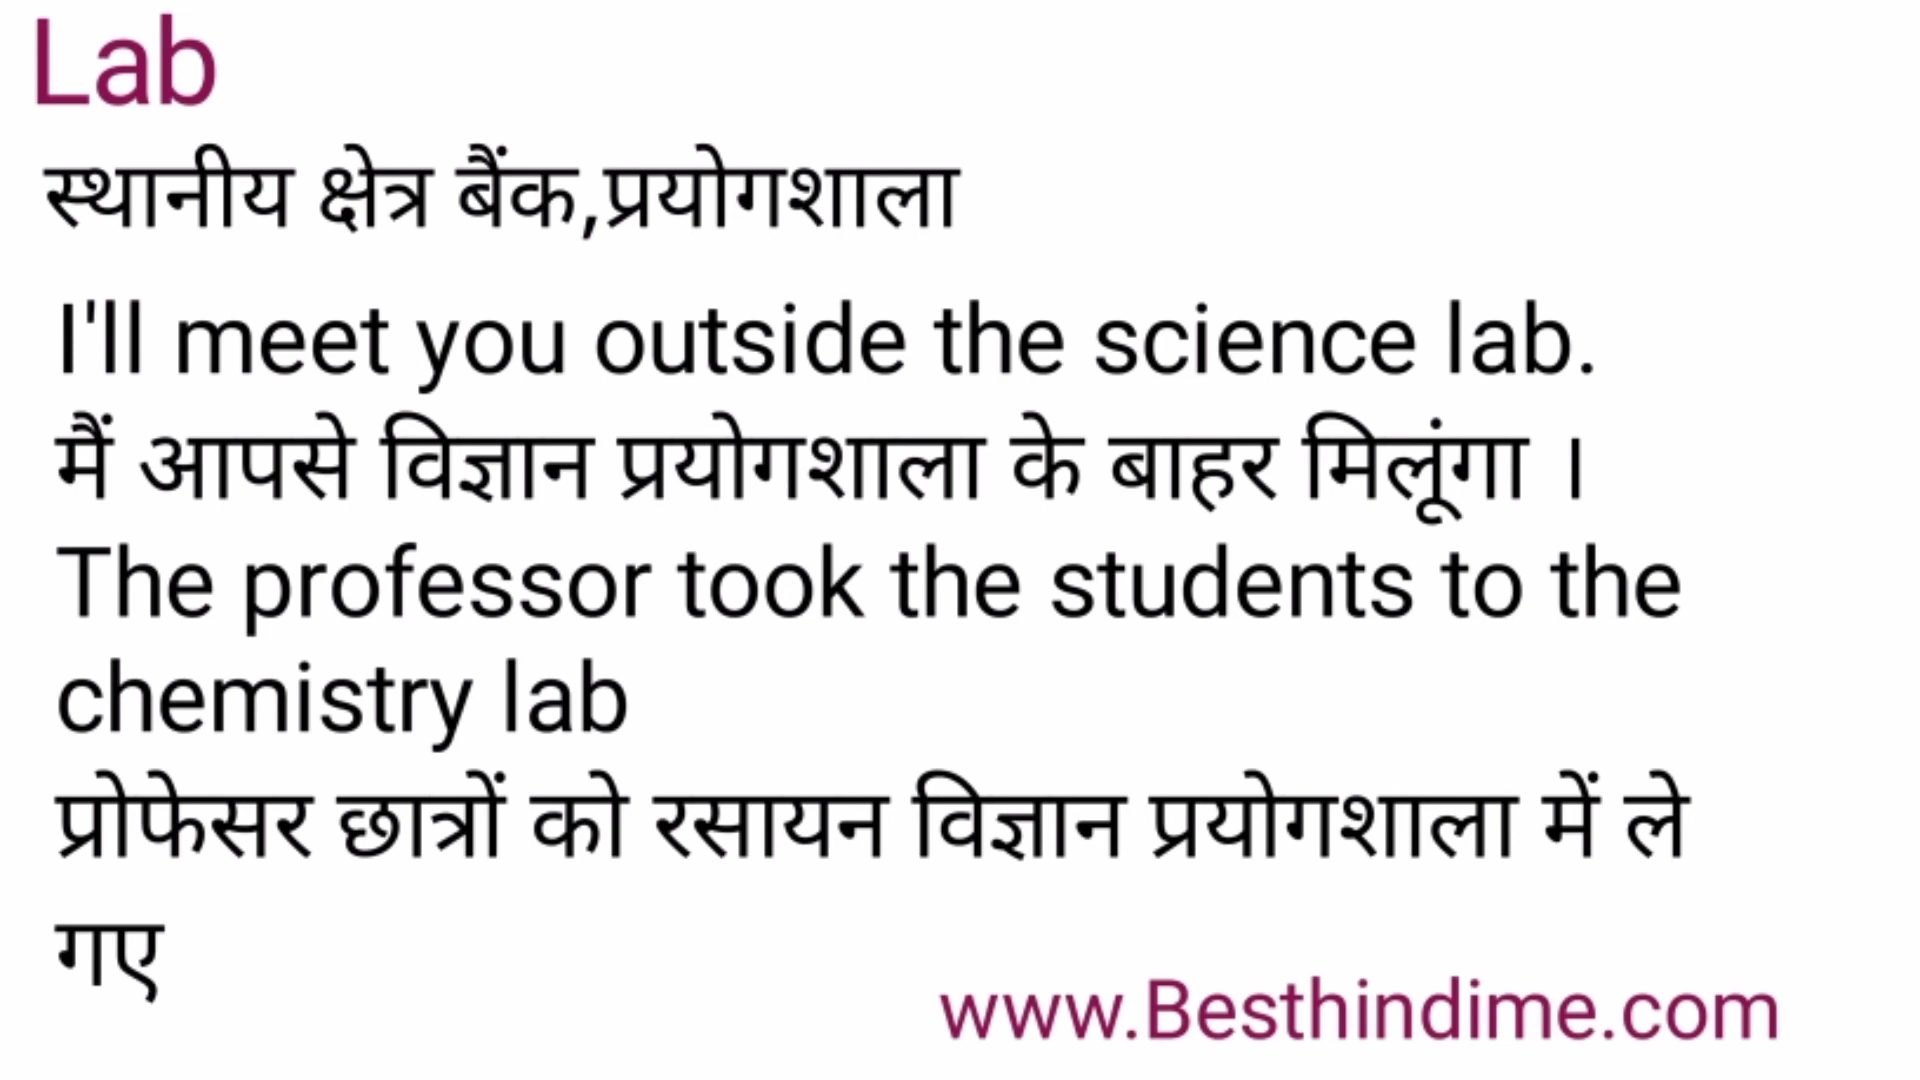 Lab
स्थानीय क्षेत्र बैंक,प्रयोगशाला
I'll meet you outside the science lab.
मैं आपसे विज्ञान प्रयोगशाला के बाहर मिलूंगा ।
The professor took the students to the
chemistry lab
प्रोफेसर छात्रों को रसायन विज्ञान प्रयोगशाला में ले
गए
www.Besthindime.com